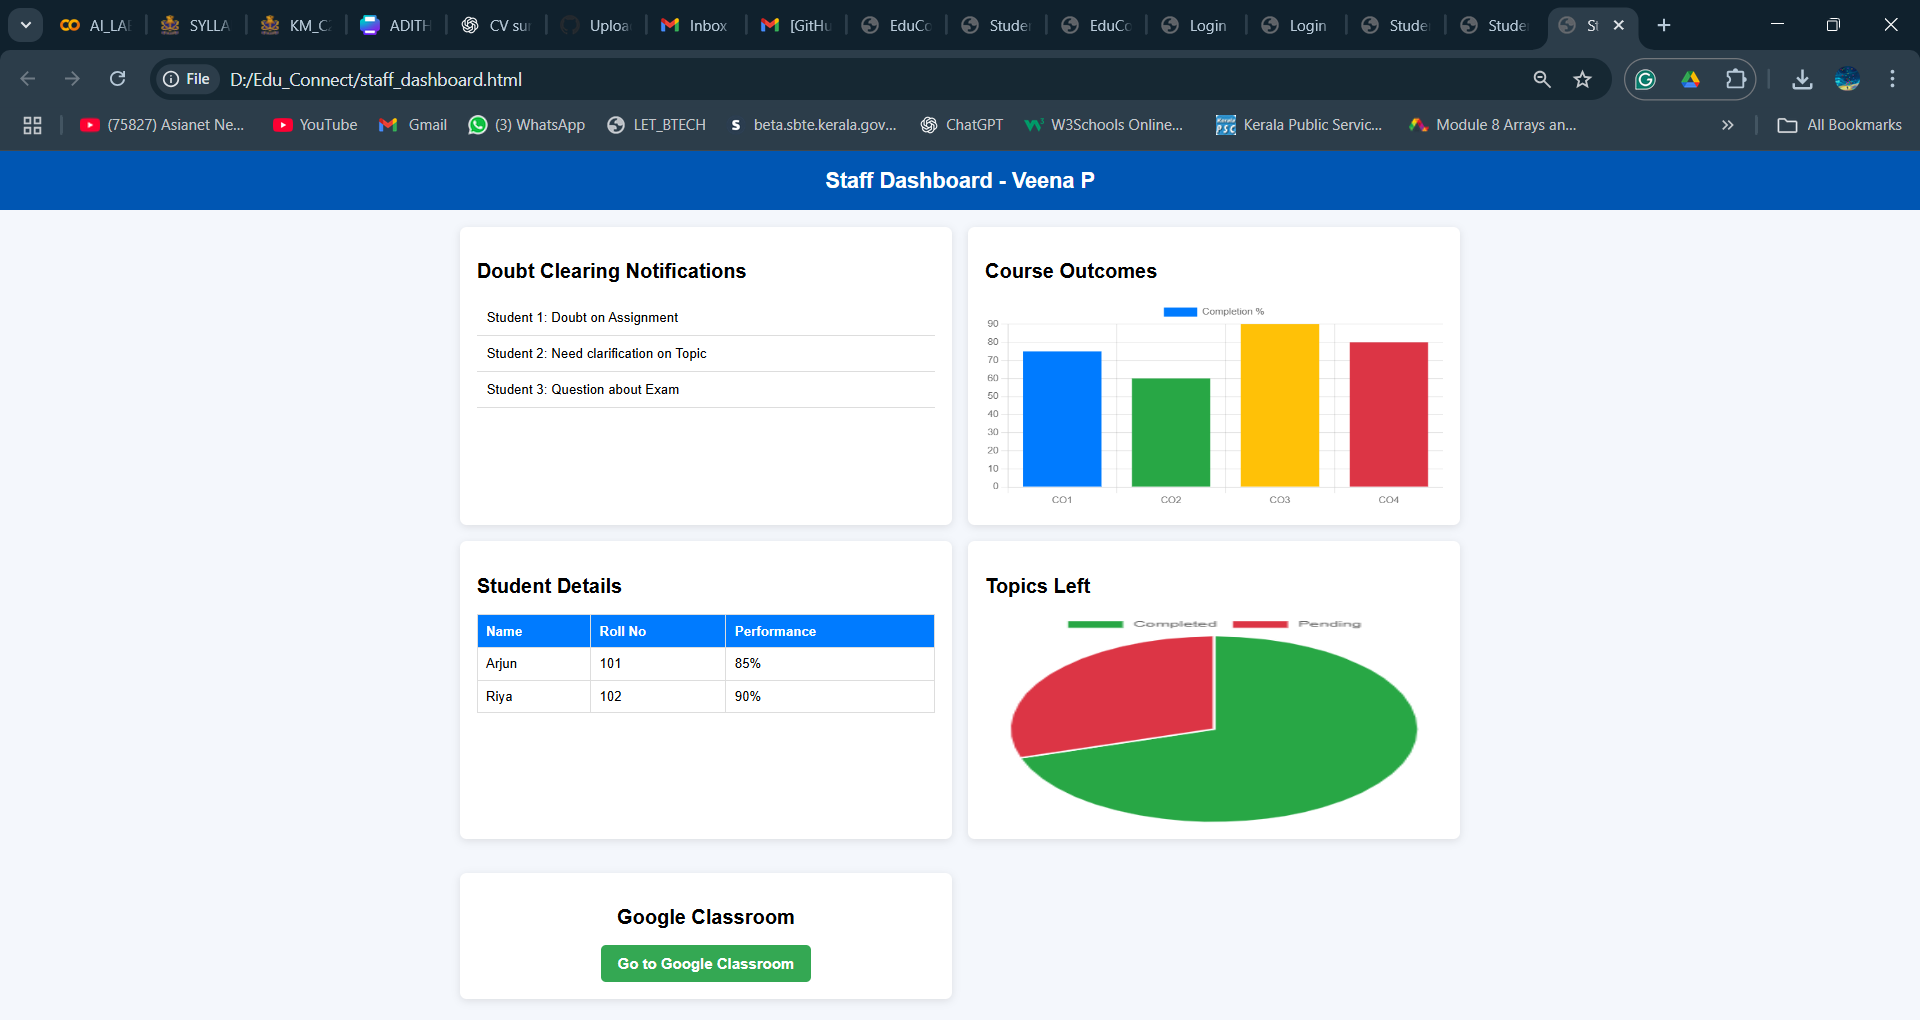 AI_LA
SYLLA
KM_C
ADITH
CV su
Uploa
Inbox
[GitHu
EduCo
Stude
EduCo
Login
Login
Stude
Stude
St
File
D:/Edu_Connect/staff_dashboard.html
(75827) Asianet Ne...
YouTube
Gmail
(3) WhatsApp
LET_BTECH
beta.sbte.kerala.gov...
ChatGPT
W3Schools Online...
Kerala Public Servic...
Module 8 Arrays an...
All Bookmarks
Staff Dashboard - Veena P
Doubt Clearing Notifications
Student 1: Doubt on Assignment
Student 2: Need clarification on Topic
Student 3: Question about Exam
Course Outcomes
Completion %
90
80
70
60
50
40
30
20
10
0
CO1 CO2 CO3 CO4
Student Details
Name Roll No Performance
Arjun 101 85%
Riya 102 90%
Topics Left
Completed Pending
Google Classroom
Go to Google Classroom